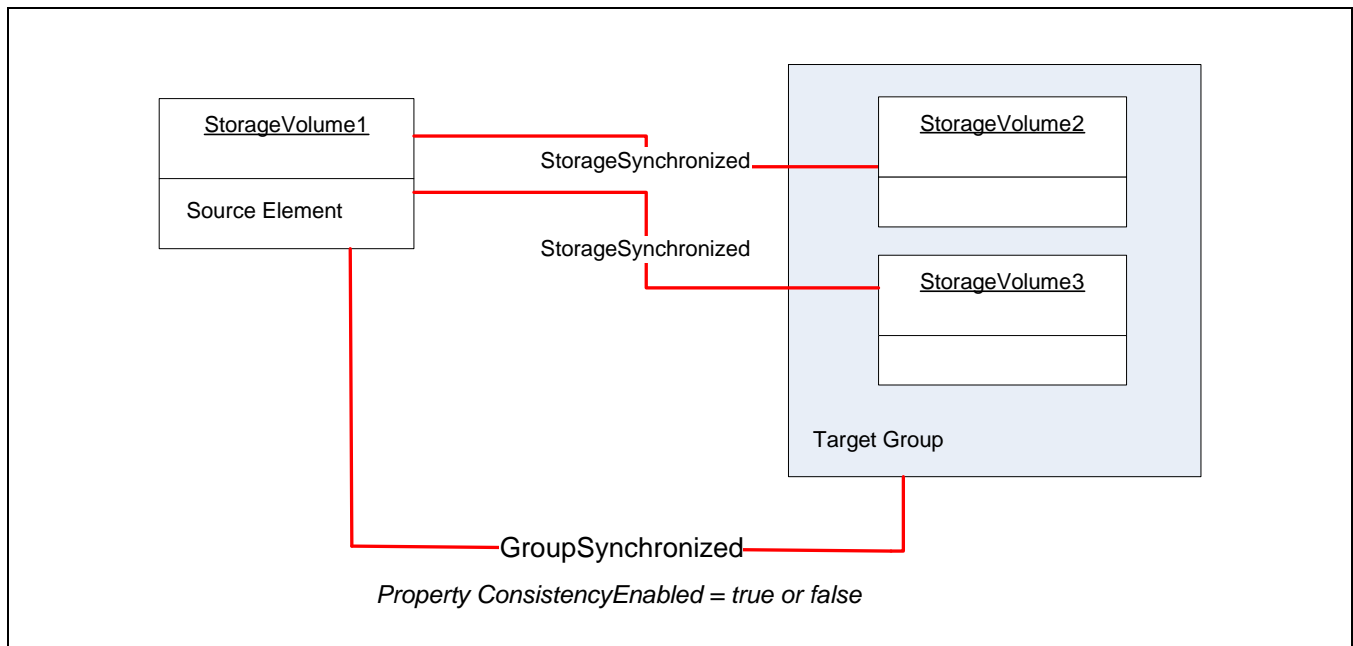 StorageVolume1
Source Element
StorageSynchronized
StorageSynchronized
StorageVolume2
StorageVolume3
Target Group
GroupSynchronized
Property ConsistencyEnabled = true or false